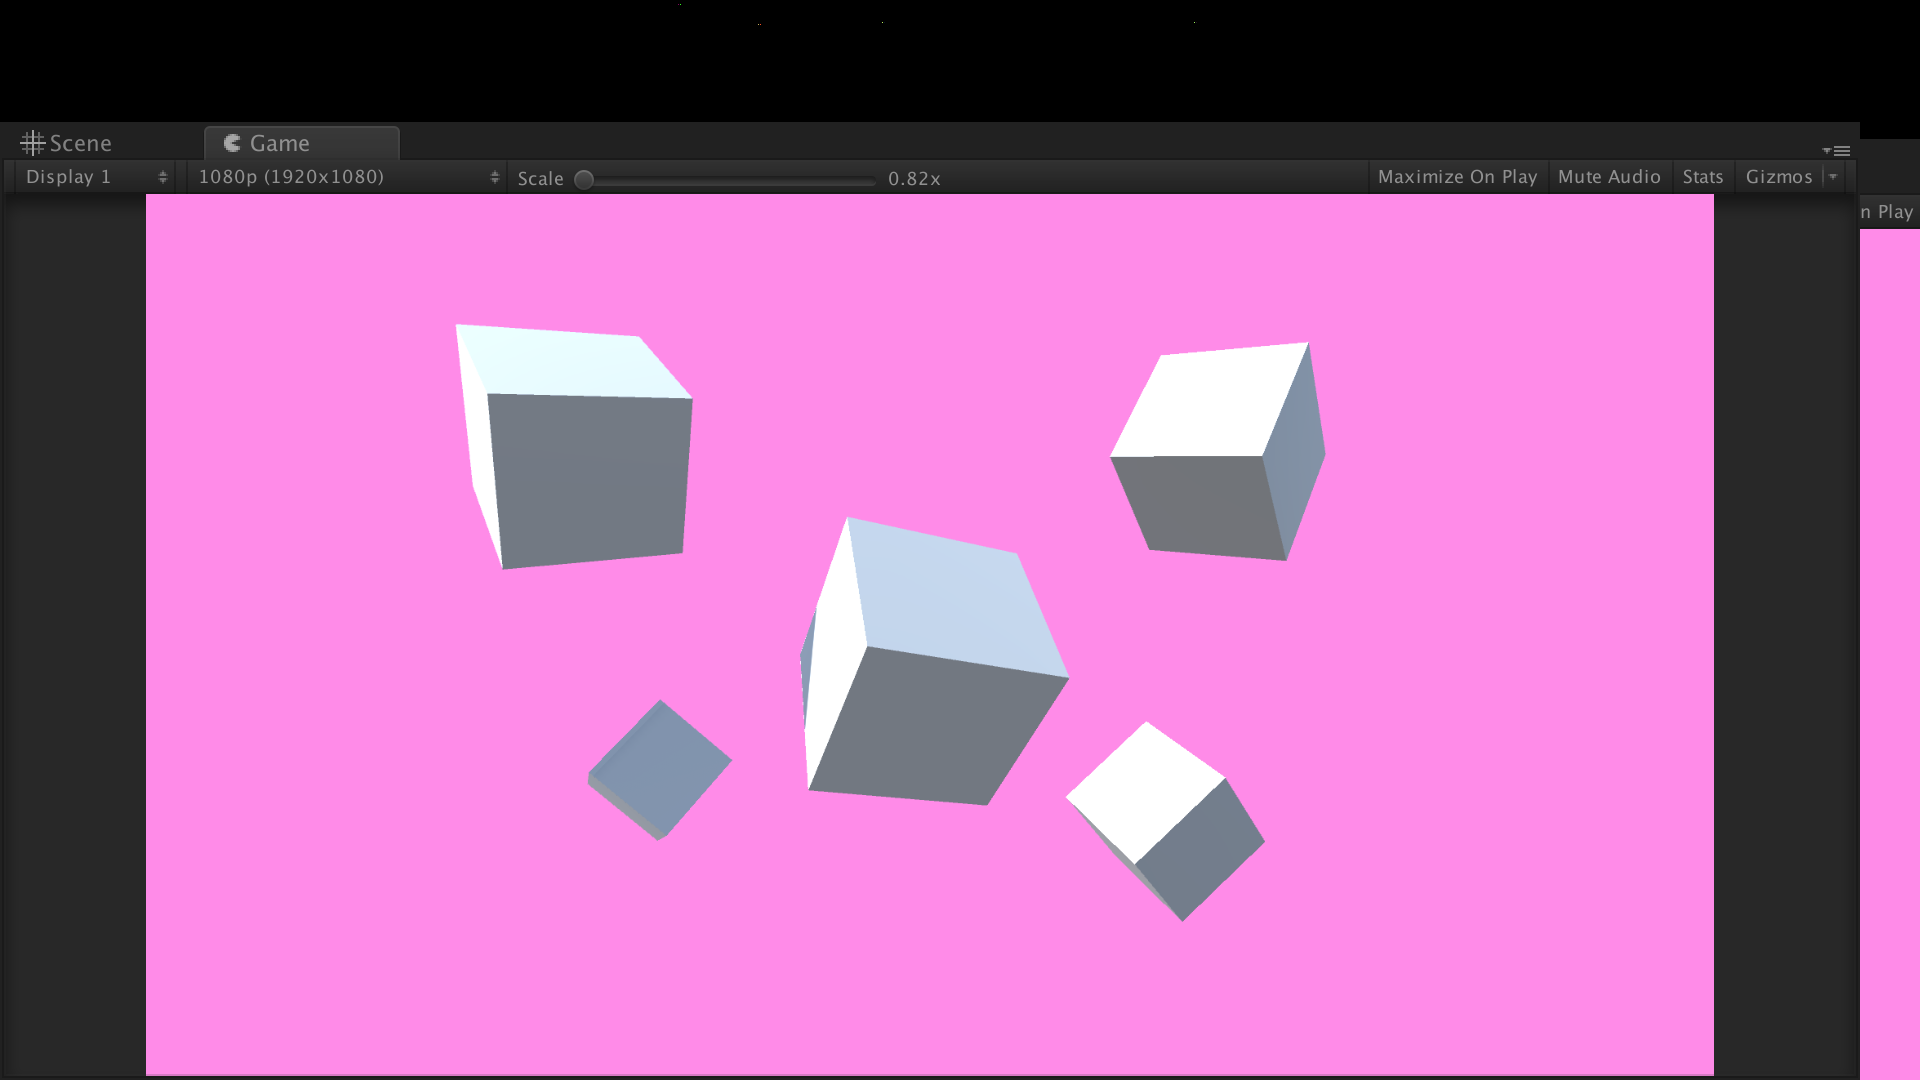 Scene Game
Display 1 1080p (1920x1080) Scale 0.82x Maximize On Play Mute Audio Stats Gizmos
n Play